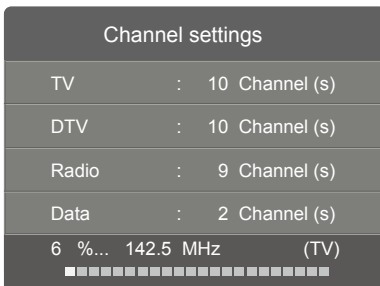 Channel settings
TV : 10 Channel (s)
DTV : 10 Channel (s)
Radio : 9 Channel (s)
Data : 2 Channel (s)
6 %... 142.5 MHz (TV)